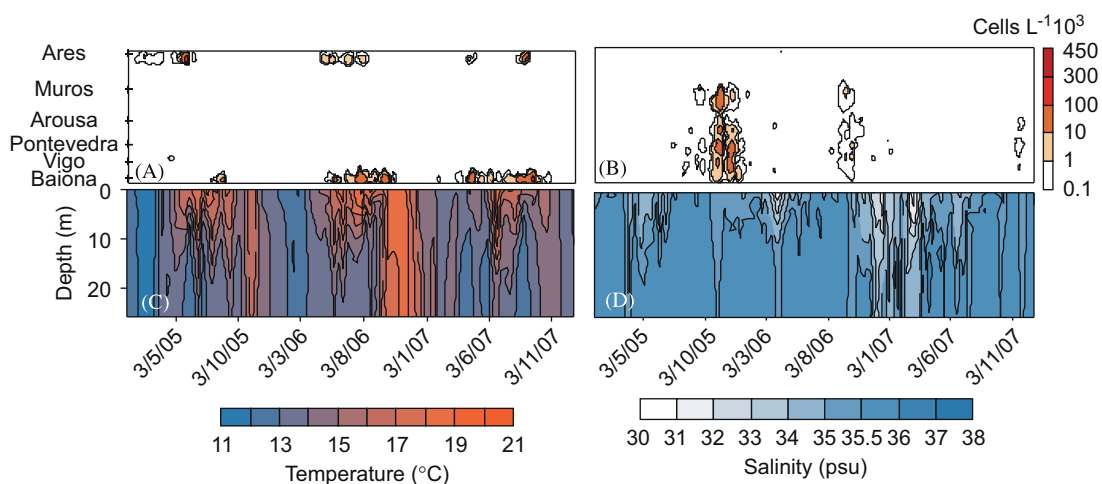 Cells L⁻¹10³
Ares
Muros
Arousa
Pontevedra
Vigo
Baiona
(A)
(B)
450
300
100
10
1
0.1
0
10
20
Depth (m)
(C)
(D)
3/5/05
3/10/05
3/3/06
3/8/06
3/1/07
3/6/07
3/11/07
3/5/05
3/10/05
3/3/06
3/8/06
3/1/07
3/6/07
3/11/07
11 13 15 17 19 21
Temperature (°C)
30 31 32 33 34 35 35.5 36 37 38
Salinity (psu)